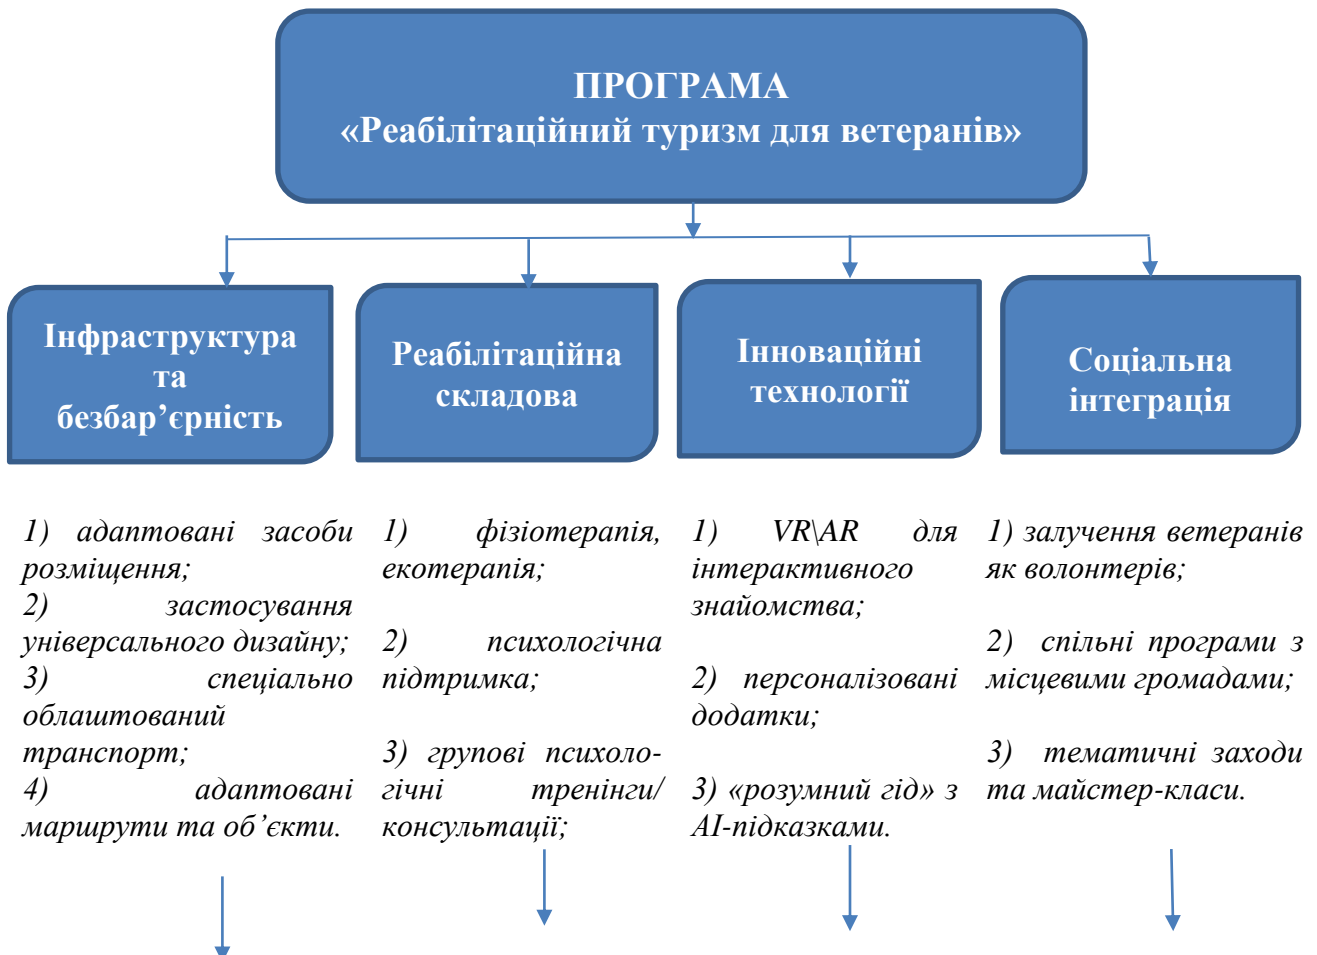 ПРОГРАМА
«Реабілітаційний туризм для ветеранів»
Інфраструктура
та
безбар’єрність
Реабілітаційна
складова
Інноваційні
технології
Соціальна
інтеграція
1) адаптовані засоби
розміщення;
2) застосування
універсального дизайну;
3) спеціально
облаштований
транспорт;
4) адаптовані
маршрути та об’єкти.
1) фізіотерапія,
екотерапія;
2) психологічна
підтримка;
3) групові психоло-
гічні тренінги/
консультації;
1) VR\AR для
інтерактивного
знайомства;
2) персоналізовані
додатки;
3) «розумний гід» з
AI-підказками.
1) залучення ветеранів
як волонтерів;
2) спільні програми з
місцевими громадами;
3) тематичні заходи
та майстер-класи.